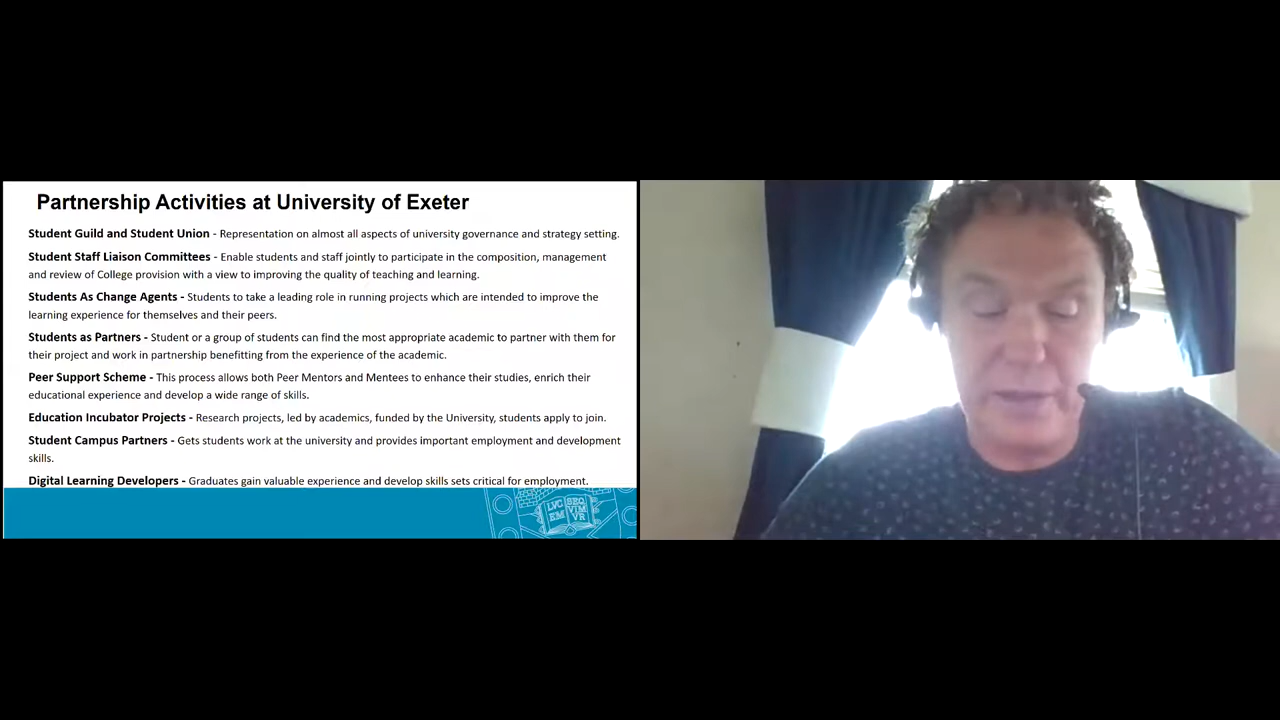 Partnership Activities at University of Exeter
Student Guild and Student Union - Representation on almost all aspects of university governance and strategy setting.
Student Staff Liaison Committees - Enable students and staff jointly to participate in the composition, management
and review of College provision with a view to improving the quality of teaching and learning.
Students As Change Agents - Students to take a leading role in running projects which are intended to improve the
learning experience for themselves and their peers.
Students as Partners - Student or a group of students can find the most appropriate academic to partner with them for
their project and work in partnership benefitting from the experience of the academic.
Peer Support Scheme - This process allows both Peer Mentors and Mentees to enhance their studies, enrich their
educational experience and develop a wide range of skills.
Education Incubator Projects - Research projects, led by academics, funded by the University, students apply to join.
Student Campus Partners - Gets students work at the university and provides important employment and development
skills.
Digital Learning Developers - Graduates gain valuable experience and develop skills sets critical for employment.
LVC SEQ
EM VIM
VR